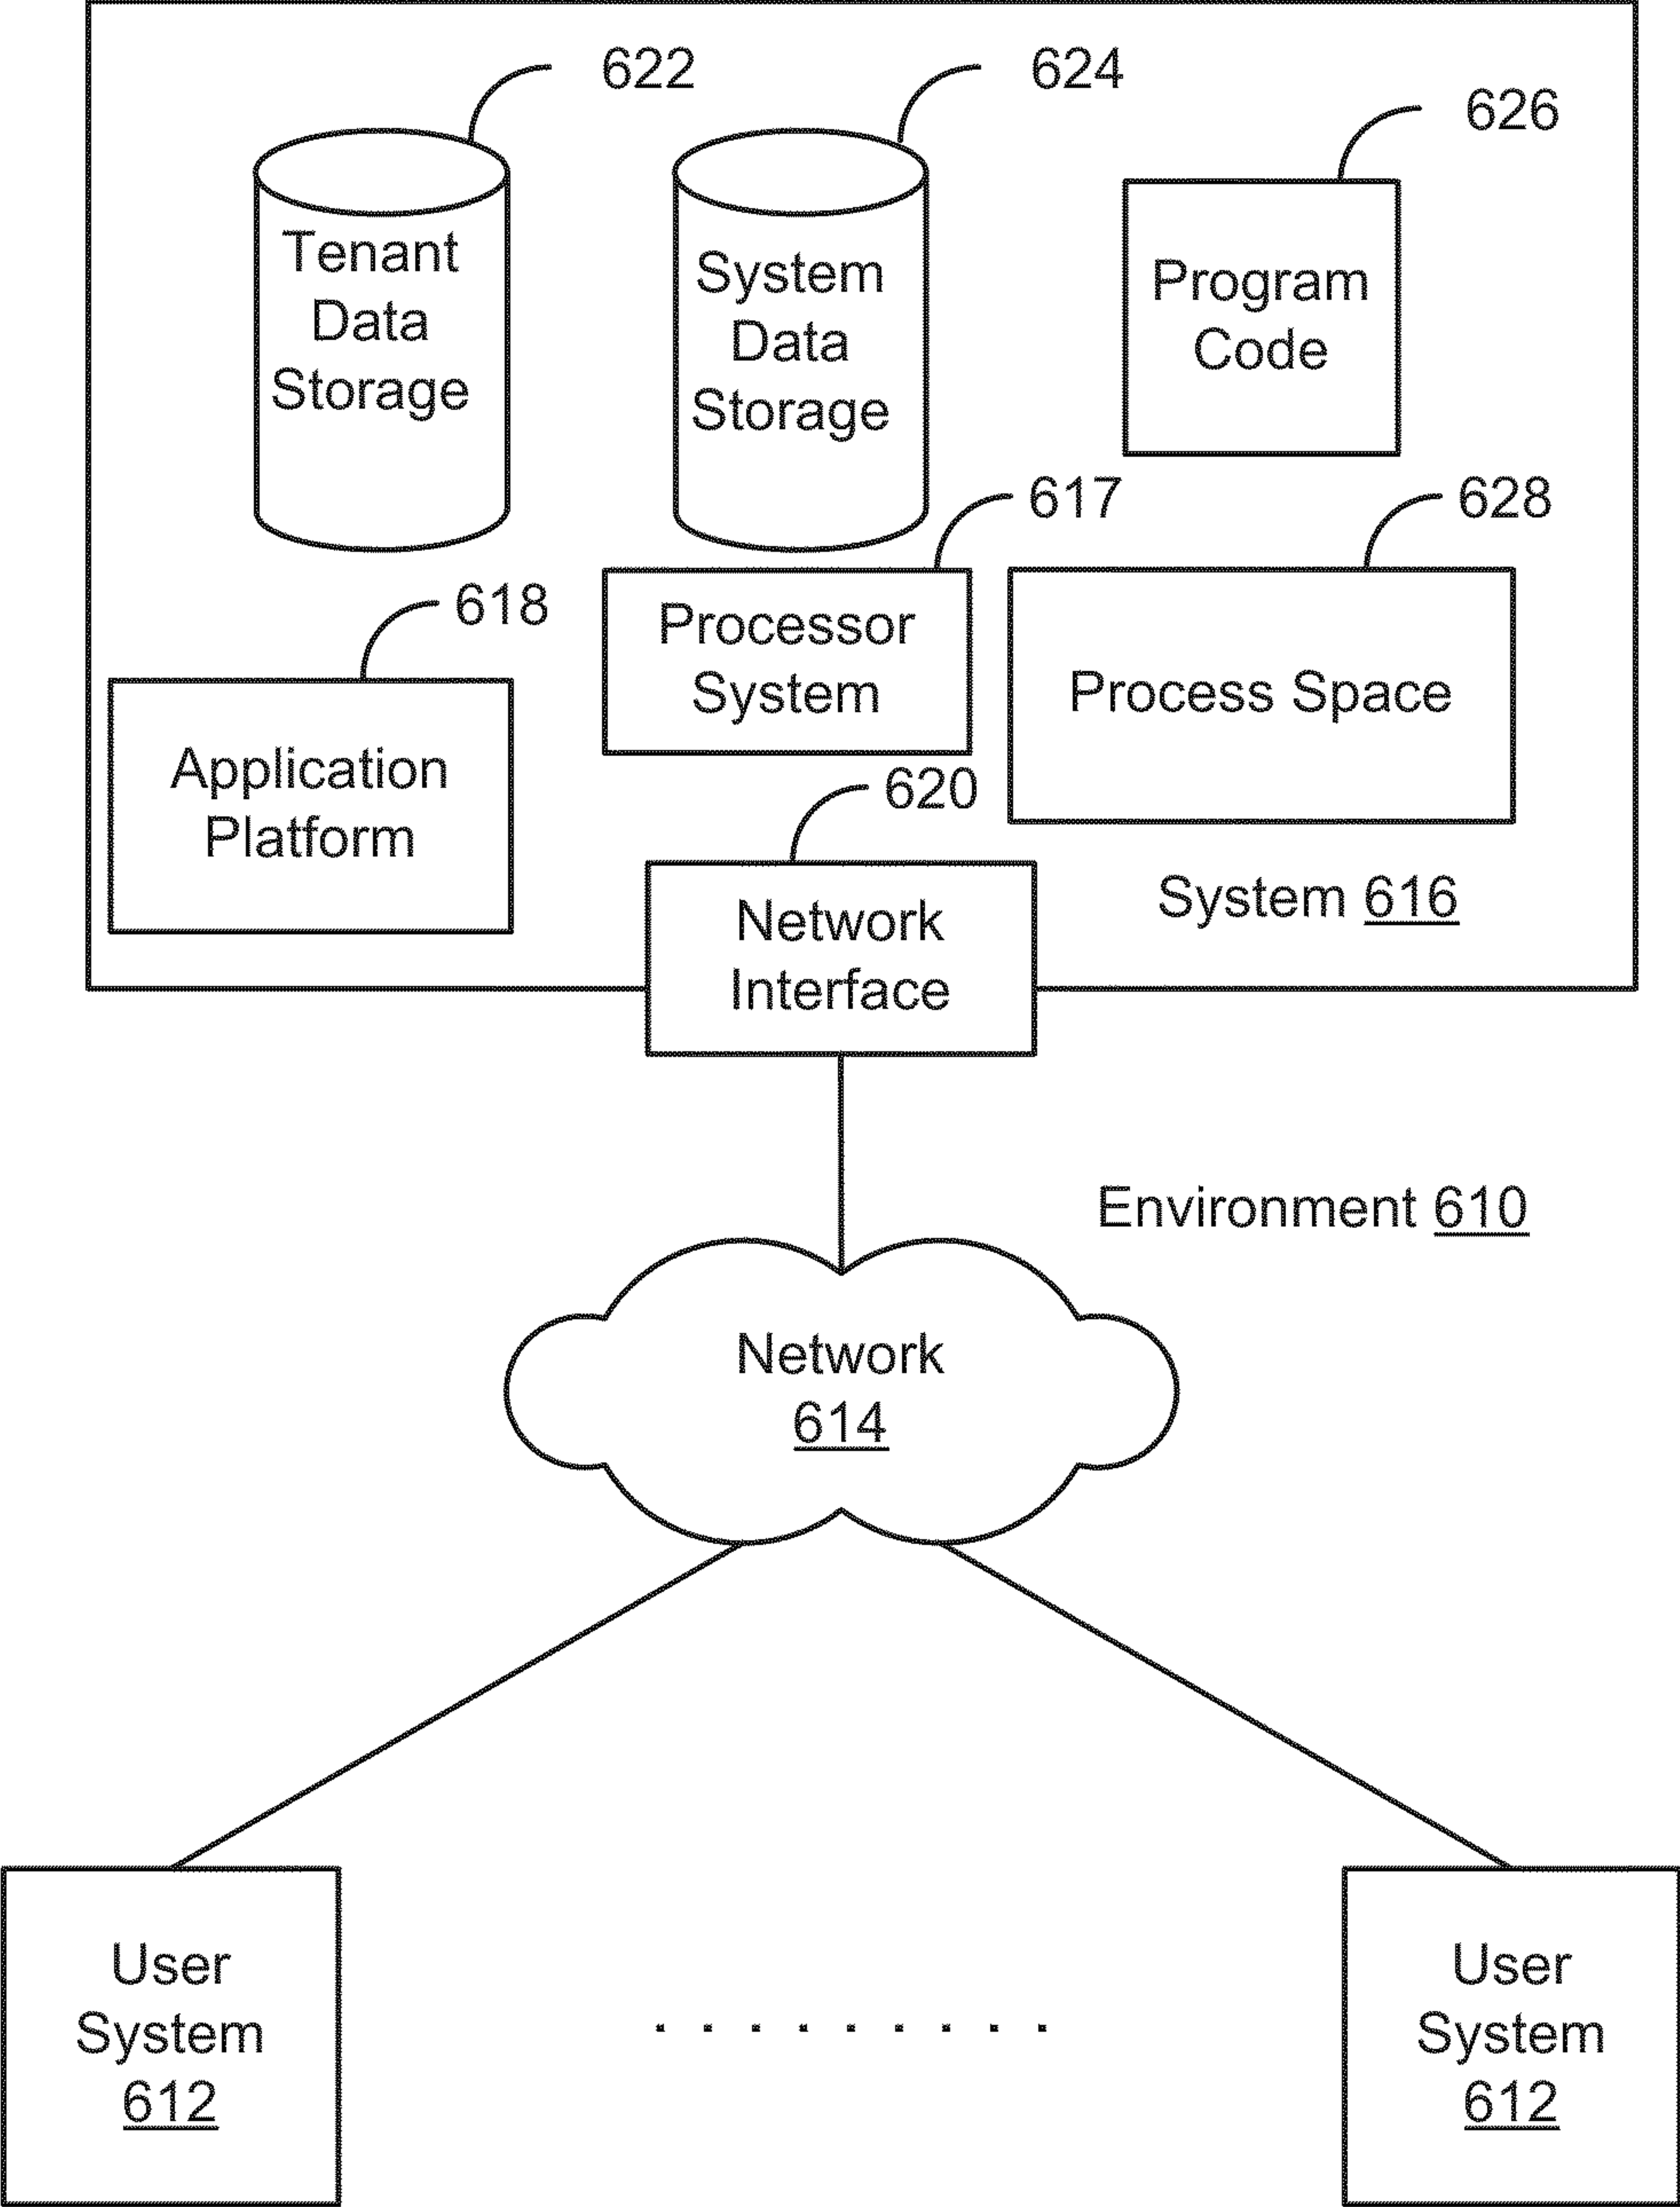 622
624
626
Tenant
Data
Storage
System
Data
Storage
Program
Code
617
628
618
Processor
System
Process Space
Application
Platform
620
Network
Interface
System 616
Environment 610
Network
614
User
System
612
User
System
612